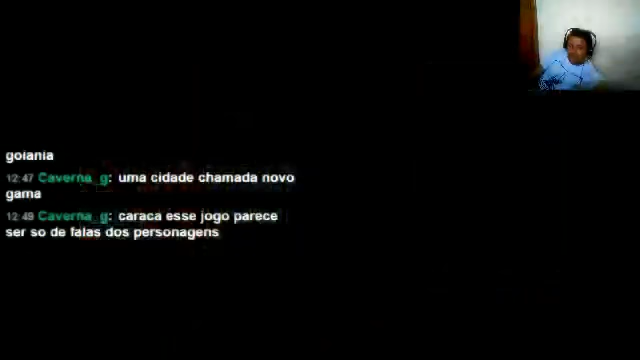 goiania
12:47 Caverna_g: uma cidade chamada novo
gama
12:49 Caverna_g: caraca esse jogo parece
ser so de falas dos personagens